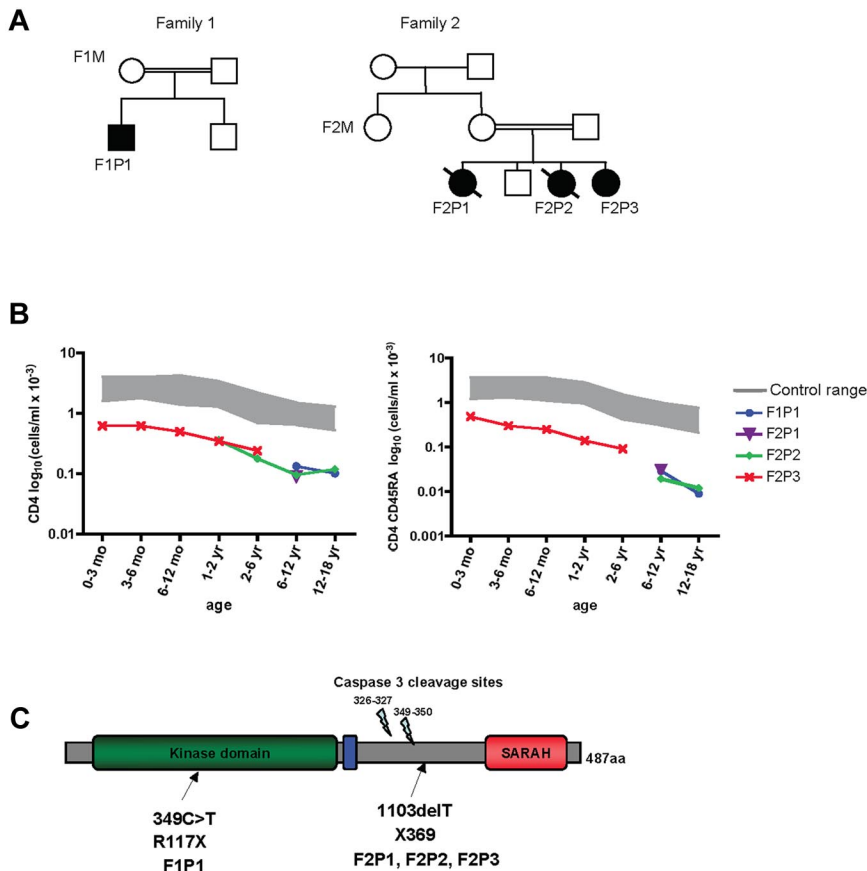 A
Family 1
Family 2
F1M
F1P1
F2M
F2P1
F2P2
F2P3
B
CD4 log10 (cells/ml x 10-3)
10
1
0.1
0.01
0-3 mo
3-6 mo
6-12 mo
1-2 yr
2-6 yr
6-12 yr
12-18 yr
age
CD4 CD45RA log10 (cells/ml x 10-3)
10
1
0.1
0.01
0.001
0-3 mo
3-6 mo
6-12 mo
1-2 yr
2-6 yr
6-12 yr
12-18 yr
age
Control range
F1P1
F2P1
F2P2
F2P3
C
Caspase 3 cleavage sites
326-327
349-350
Kinase domain
SARAH
487aa
349C>T
R117X
F1P1
1103delT
X369
F2P1, F2P2, F2P3